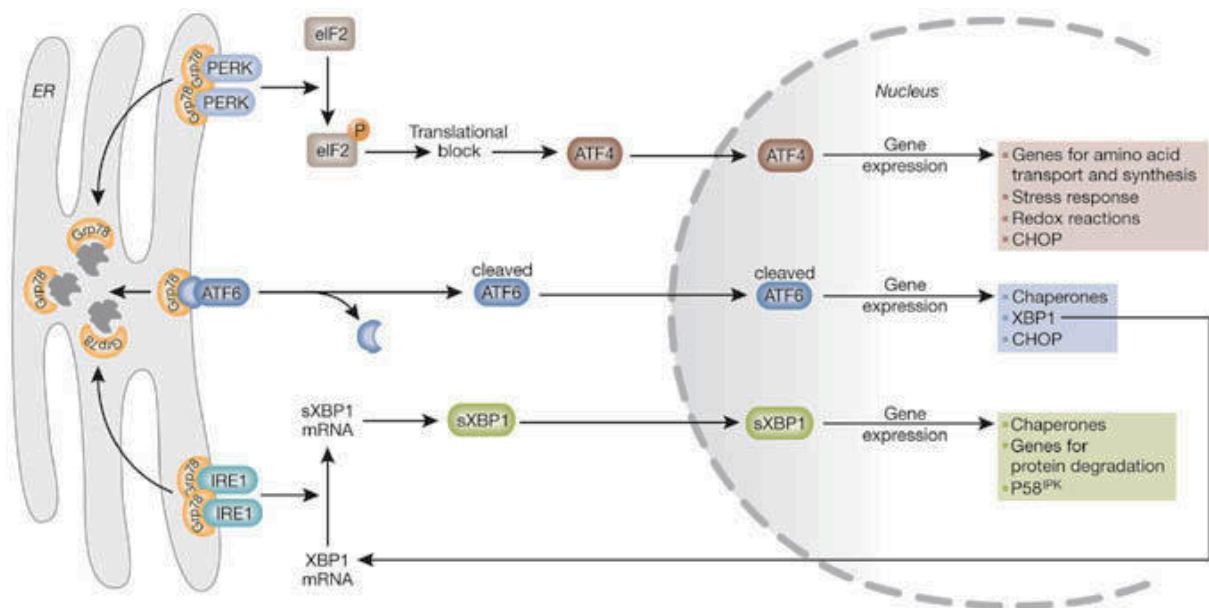 ER
Grp78
PERK
Grp78
PERK
eIF2
eIF2
P
Translational
block
ATF4
Nucleus
ATF4
Gene
expression
Genes for amino acid
transport and synthesis
Stress response
Redox reactions
CHOP
Grp78
Grp78
Grp78
Grp78
ATF6
cleaved
ATF6
cleaved
ATF6
Gene
expression
Chaperones
XBP1
CHOP
sXBP1
mRNA
sXBP1
sXBP1
Gene
expression
Chaperones
Genes for
protein degradation
P58IPK
Grp78
IRE1
Grp78
IRE1
XBP1
mRNA